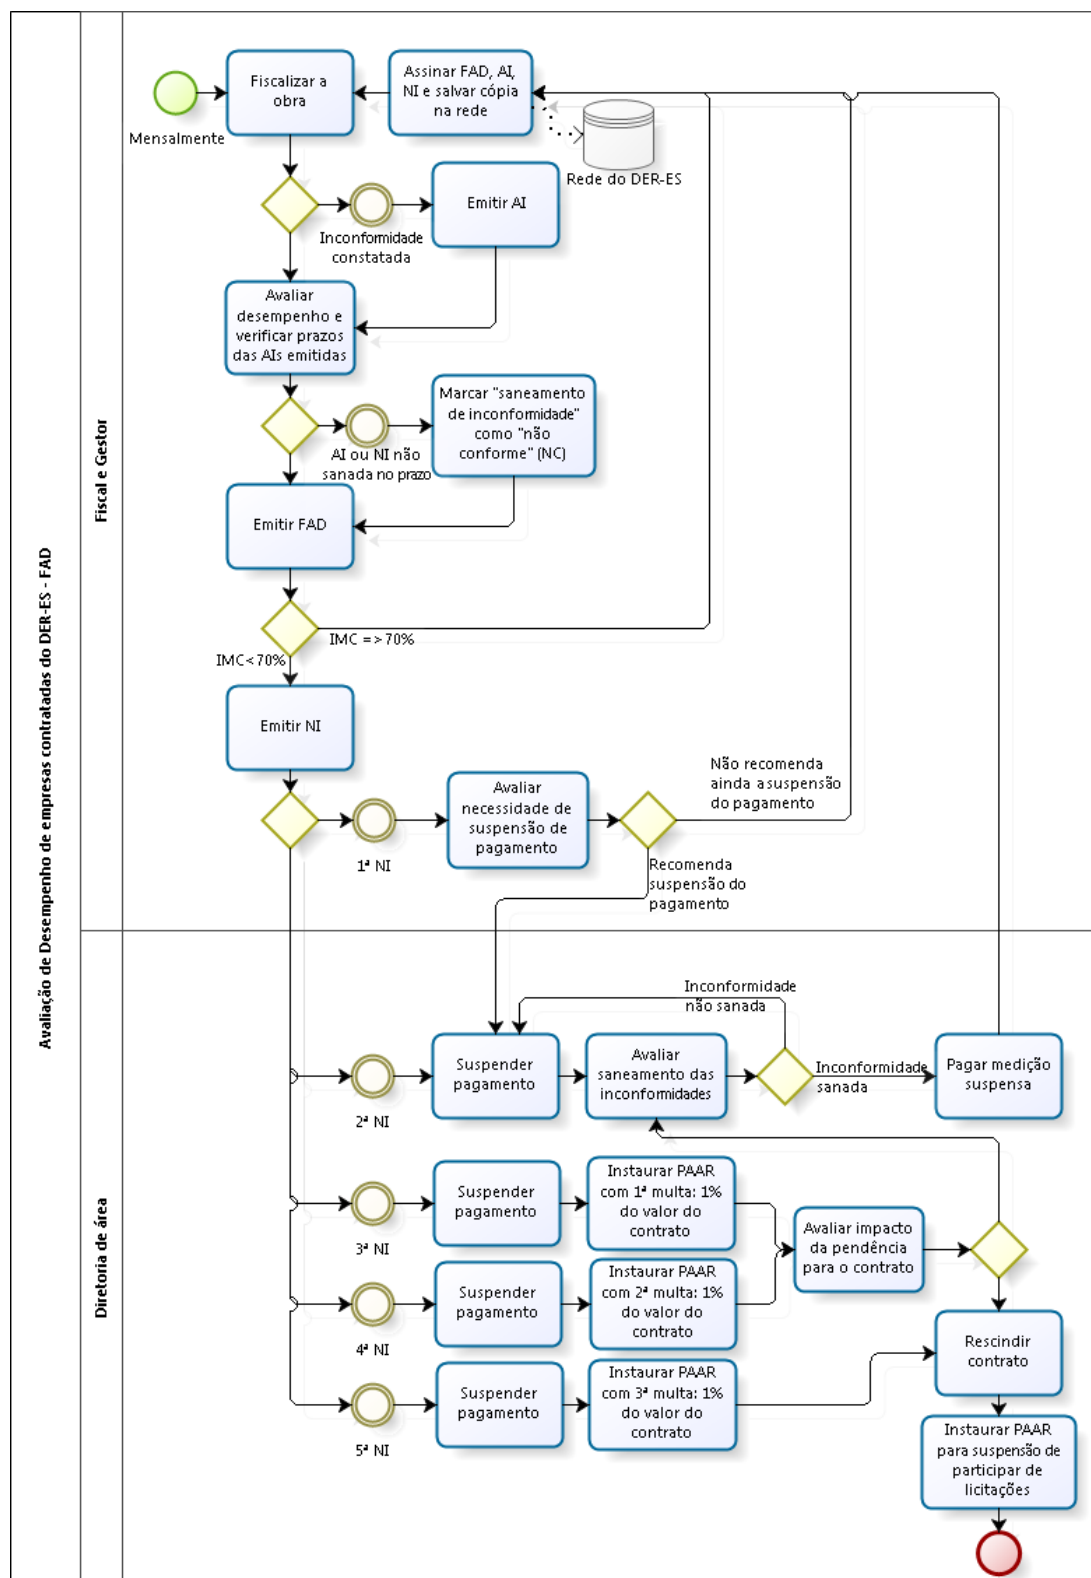 Avaliação de Desempenho de empresas contratadas do DER-ES - FAD
Fiscal e Gestor
Mensalmente
Fiscalizar a
obra
Assinar FAD, AI,
NI e salvar cópia
na rede
Rede do DER-ES
Inconformidade
constatada
Emitir AI
Avaliar
desempenho e
verificar prazos
das AIs emitidas
AI ou NI não
sanada no prazo
Marcar "saneamento
de inconformidade"
como "não
conforme" (NC)
Emitir FAD
IMC =>70%
IMC<70%
Emitir NI
1ª NI
Avaliar
necessidade de
suspensão de
pagamento
Não recomenda
ainda a suspensão
do pagamento
Recomenda
suspensão do
pagamento
Diretoria de área
Inconformidade
não sanada
2ª NI
Suspender
pagamento
Avaliar
saneamento das
inconformidades
Inconformidade
sanada
Pagar medição
suspensa
3ª NI
Suspender
pagamento
Instaurar PAAR
com 1ª multa: 1%
do valor do
contrato
Avaliar impacto
da pendência
para o contrato
4ª NI
Suspender
pagamento
Instaurar PAAR
com 2ª multa: 1%
do valor do
contrato
Rescindir
contrato
5ª NI
Suspender
pagamento
Instaurar PAAR
com 3ª multa: 1%
do valor do
contrato
Instaurar PAAR
para suspensão de
participar de
licitações